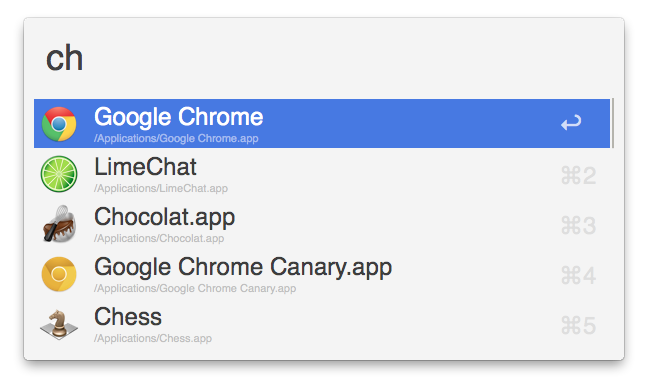 ch
Google Chrome
/Applications/Google Chrome.app
LimeChat
/Applications/LimeChat.app
⌘2
Chocolat.app
/Applications/Chocolat.app
⌘3
Google Chrome Canary.app
/Applications/Google Chrome Canary.app
⌘4
Chess
/Applications/Chess.app
⌘5